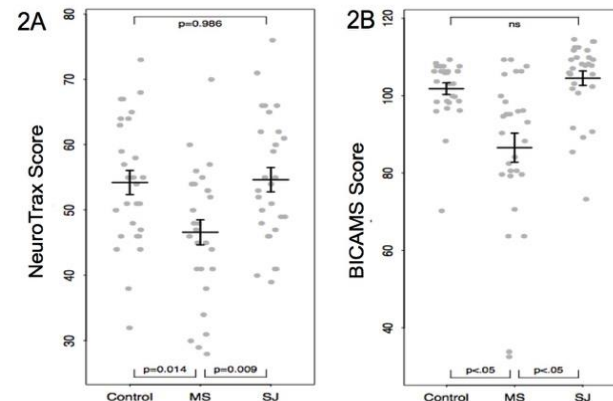 2A
p=0.986
NeuroTrax Score
80
70
60
50
40
30
p=0.014
p=0.009
Control
MS
SJ
2B
ns
BICAMS Score
120
100
80
60
40
p<.05
p<.05
Control
MS
SJ